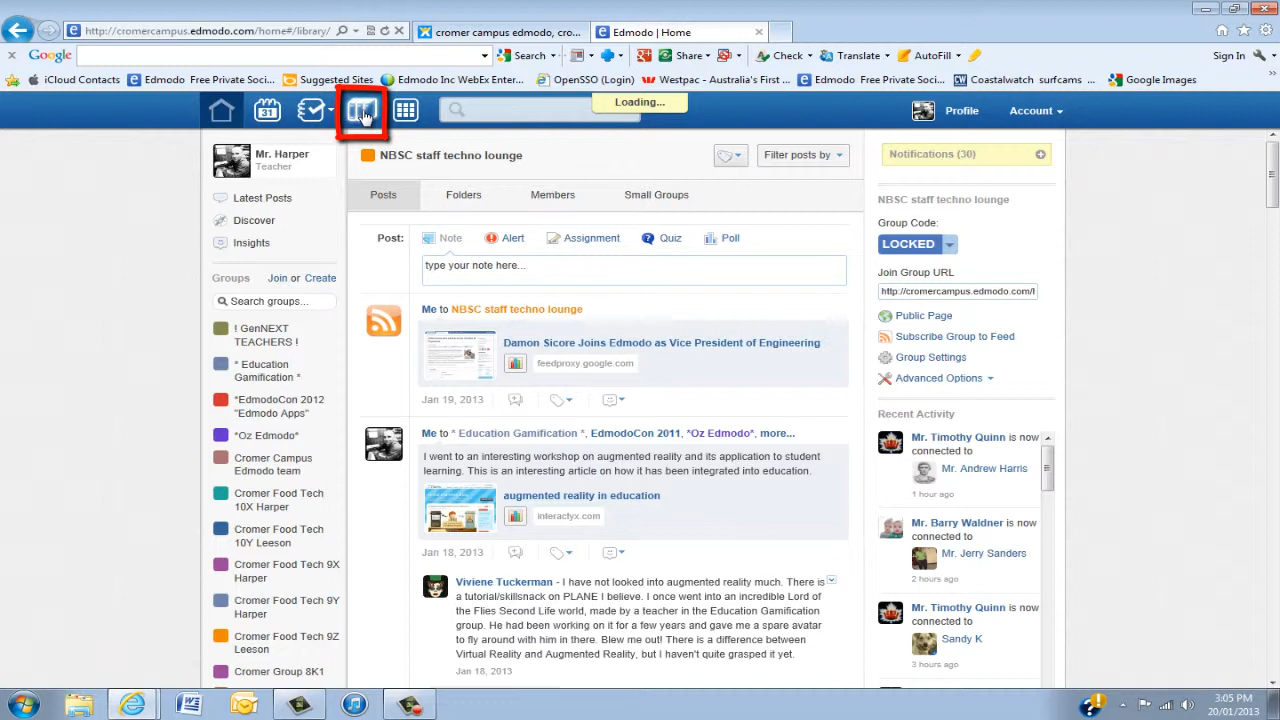 http://cromercampus.edmodo.com/home#/library/
cromer campus edmodo, cro...
Edmodo | Home
Google
Search
Share
Check
Translate
AutoFill
Sign In
iCloud Contacts
Edmodo Free Private Soci...
Suggested Sites
Edmodo Inc WebEx Enter...
OpenSSO (Login)
Westpac - Australia's First ...
Edmodo Free Private Soci...
Coastalwatch surfcams ...
Google Images
31
Loading...
Profile
Account
Mr. Harper
Teacher
Latest Posts
Discover
Insights
Groups Join or Create
Search groups...
! GenNEXT
TEACHERS !
* Education
Gamification *
*EdmodoCon 2012
"Edmodo Apps"
*Oz Edmodo*
Cromer Campus
Edmodo team
Cromer Food Tech
10X Harper
Cromer Food Tech
10Y Leeson
Cromer Food Tech 9X
Harper
Cromer Food Tech 9Y
Harper
Cromer Food Tech 9Z
Leeson
Cromer Group 8K1
NBSC staff techno lounge
Filter posts by
Posts
Folders
Members
Small Groups
Post:
Note
Alert
Assignment
Quiz
Poll
type your note here...
Me to NBSC staff techno lounge
Damon Sicore Joins Edmodo as Vice President of Engineering
feedproxy.google.com
Jan 19, 2013
Me to * Education Gamification *, EdmodoCon 2011, *Oz Edmodo*, more...
I went to an interesting workshop on augmented reality and its application to student
learning. This is an interesting article on how it has been integrated into education.
augmented reality in education
interactyx.com
Jan 18, 2013
Viviene Tuckerman - I have not looked into augmented reality much. There is
a tutorial/skillsnack on PLANE I believe. I once went into an incredible Lord of
the Flies Second Life world, made by a teacher in the Education Gamification
group. He had been working on it for a few years and gave me a spare avatar
to fly around with him in there. Blew me out! There is a difference between
Virtual Reality and Augmented Reality, but I haven't quite grasped it yet.
Jan 18, 2013
Notifications (30)
NBSC staff techno lounge
Group Code:
LOCKED
Join Group URL
http://cromercampus.edmodo.com/
Public Page
Subscribe Group to Feed
Group Settings
Advanced Options
Recent Activity
Mr. Timothy Quinn is now
connected to
Mr. Andrew Harris
1 hour ago
Mr. Barry Waldner is now
connected to
Mr. Jerry Sanders
2 hours ago
Mr. Timothy Quinn is now
connected to
Sandy K
3 hours ago
3:05 PM
20/01/2013